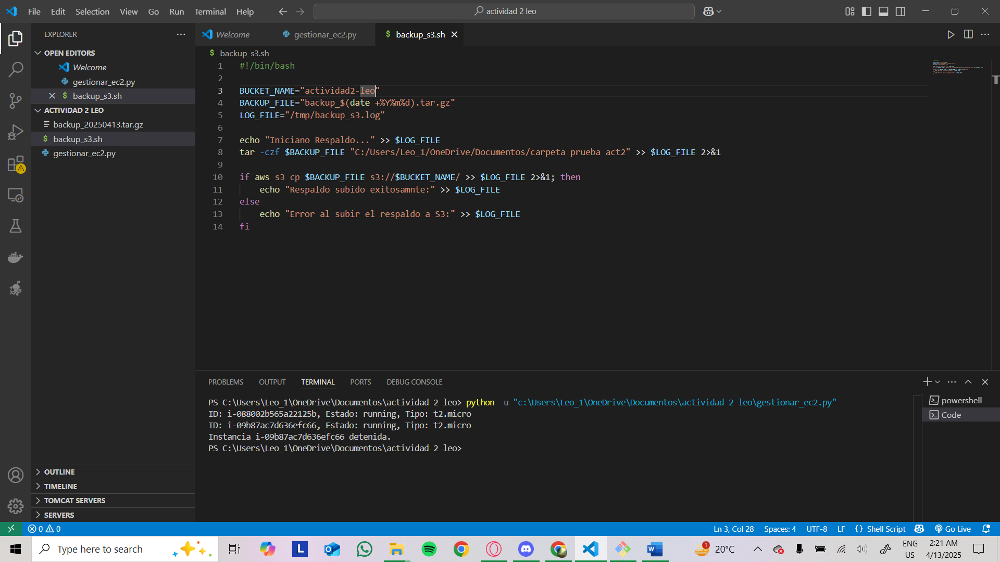 File Edit Selection View Go Run Terminal Help
actividad 2 leo
EXPLORER
OPEN EDITORS
Welcome
gestionar_ec2.py
backup_s3.sh
ACTIVIDAD 2 LEO
backup_20250413.tar.gz
backup_s3.sh
gestionar_ec2.py
OUTLINE
TIMELINE
TOMCAT SERVERS
SERVERS
Welcome gestionar_ec2.py backup_s3.sh
backup_s3.sh
1 #!/bin/bash
2
3 BUCKET_NAME="actividad2-leo"
4 BACKUP_FILE="backup_$(date +%Y%m%d).tar.gz"
5 LOG_FILE="/tmp/backup_s3.log"
6
7 echo "Iniciano Respaldo..." >> $LOG_FILE
8 tar -czf $BACKUP_FILE "C:/Users/Leo_1/OneDrive/Documentos/carpeta prueba act2" >> $LOG_FILE 2>&1
9
10 if aws s3 cp $BACKUP_FILE s3://$BUCKET_NAME/ >> $LOG_FILE 2>&1; then
11     echo "Respaldo subido exitosamnte:" >> $LOG_FILE
12 else
13     echo "Error al subir el respaldo a S3:" >> $LOG_FILE
14 fi
PROBLEMS OUTPUT TERMINAL PORTS DEBUG CONSOLE
PS C:\Users\Leo_1\OneDrive\Documentos\actividad 2 leo> python -u "c:\Users\Leo_1\OneDrive\Documentos\actividad 2 leo\gestionar_ec2.py"
ID: i-088002b565a22125b, Estado: running, Tipo: t2.micro
ID: i-09b87ac7d636efc66, Estado: running, Tipo: t2.micro
Instancia i-09b87ac7d636efc66 detenida.
PS C:\Users\Leo_1\OneDrive\Documentos\actividad 2 leo>
powershell
Code
0 0
Ln 3, Col 28 Spaces: 4 UTF-8 LF {} Shell Script Go Live
Type here to search
L
W
1
20°C
ENG
US
2:21 AM
4/13/2025